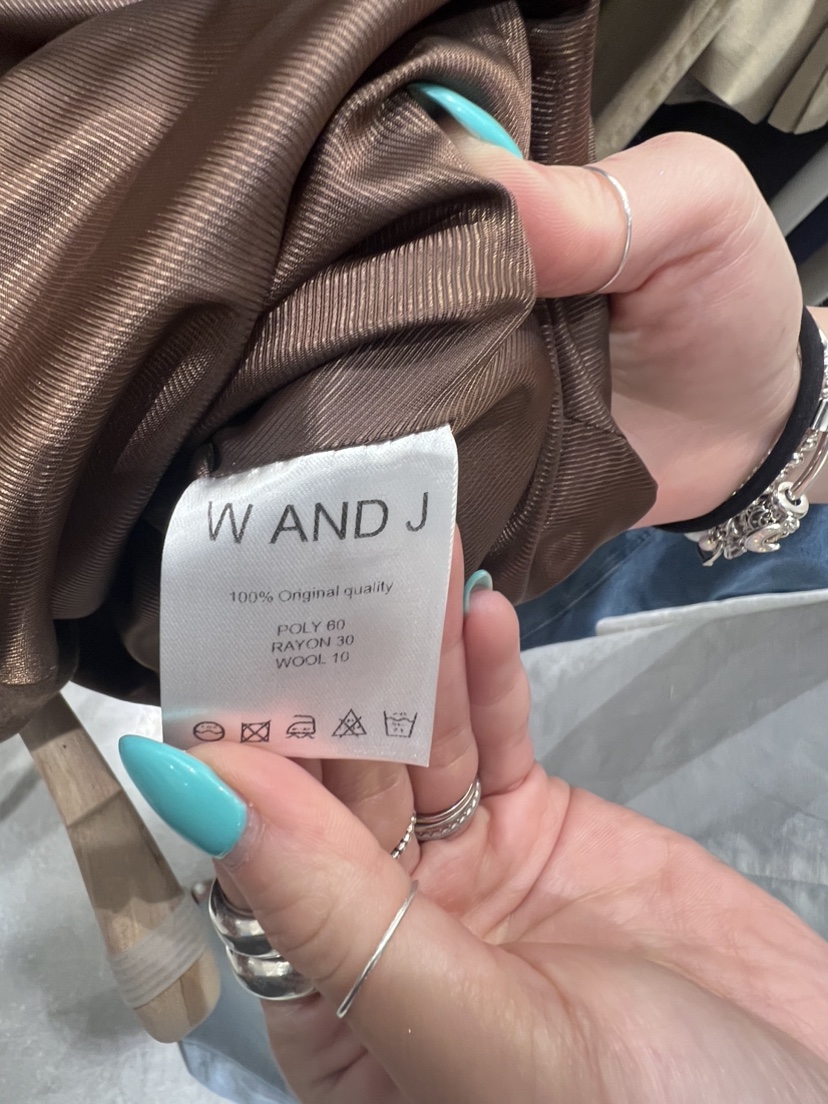 W AND J
100% Original quality
POLY 60
RAYON 30
WOOL 10